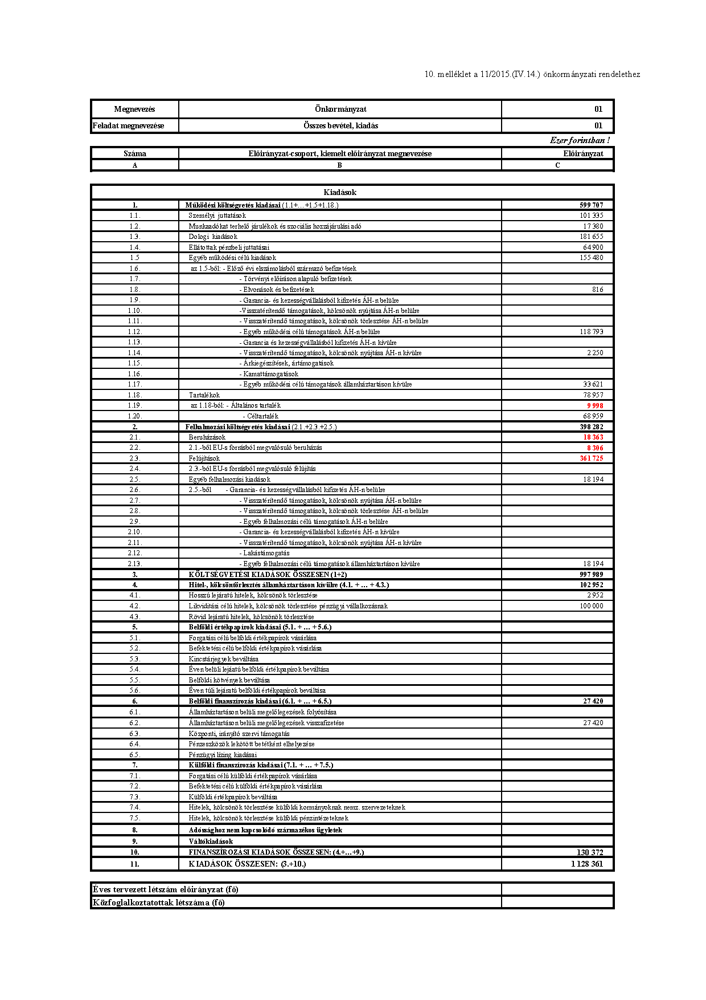 10. melléklet a 11/2015.(IV.14.) önkormányzati rendelethez
Megnevezés Önkormányzat 01
Feladat megnevezése Összes bevétel, kiadás 01
Ezer forintban !
Száma Előirányzat-csoport, kiemelt előirányzat megnevezése Előirányzat
A B C
Kiadások
1. Működési költségvetés kiadásai (1.1+…+1.5+1.18.) 599 707
1.1. Személyi juttatások 101 335
1.2. Munkaadókat terhelő járulékok és szociális hozzájárulási adó 17 380
1.3. Dologi kiadások 181 655
1.4. Ellátottak pénzbeli juttatásai 64 900
1.5 Egyéb működési célú kiadások 155 480
1.6. az 1.5-ből: - Előző évi elszámolásból származó befizetések
1.7. - Törvényi előíráson alapuló befizetések
1.8. - Elvonások és befizetések 816
1.9. - Garancia- és kezességvállalásból kifizetés ÁH-n belülre
1.10. -Visszatérítendő támogatások, kölcsönök nyújtása ÁH-n belülre
1.11. - Visszatérítendő támogatások, kölcsönök törlesztése ÁH-n belülre
1.12. - Egyéb működési célú támogatások ÁH-n belülre 118 793
1.13. - Garancia és kezességvállalásból kifizetés ÁH-n kívülre
1.14. - Visszatérítendő támogatások, kölcsönök nyújtása ÁH-n kívülre 2 250
1.15. - Árkiegészítések, ártámogatások
1.16. - Kamattámogatások
1.17. - Egyéb működési célú támogatások államháztartáson kívülre 33 621
1.18. Tartalékok 78 957
1.19. az 1.18-ból: - Általános tartalék 9 998
1.20. - Céltartalék 68 959
2. Felhalmozási költségvetés kiadásai (2.1.+2.3.+2.5.) 398 282
2.1. Beruházások 18 363
2.2. 2.1.-ből EU-s forrásból megvalósuló beruházás 8 306
2.3. Felújítások 361 725
2.4. 2.3.-ból EU-s forrásból megvalósuló felújítás
2.5. Egyéb felhalmozási kiadások 18 194
2.6. 2.5.-ből - Garancia- és kezességvállalásból kifizetés ÁH-n belülre
2.7. - Visszatérítendő támogatások, kölcsönök nyújtása ÁH-n belülre
2.8. - Visszatérítendő támogatások, kölcsönök törlesztése ÁH-n belülre
2.9. - Egyéb felhalmozási célú támogatások ÁH-n belülre
2.10. - Garancia- és kezességvállalásból kifizetés ÁH-n kívülre
2.11. - Visszatérítendő támogatások, kölcsönök nyújtása ÁH-n kívülre
2.12. - Lakástámogatás
2.13. - Egyéb felhalmozási célú támogatások államháztartáson kívülre 18 194
3. KÖLTSÉGVETÉSI KIADÁSOK ÖSSZESEN (1+2) 997 989
4. Hitel-, kölcsöntörlesztés államháztartáson kívülre (4.1. + … + 4.3.) 102 952
4.1. Hosszú lejáratú hitelek, kölcsönök törlesztése 2 952
4.2. Likviditási célú hitelek, kölcsönök törlesztése pénzügyi vállalkozásnak 100 000
4.3. Rövid lejáratú hitelek, kölcsönök törlesztése
5. Belföldi értékpapírok kiadásai (5.1. + … + 5.6.)
5.1. Forgatási célú belföldi értékpapírok vásárlása
5.2. Befektetési célú belföldi értékpapírok vásárlása
5.3. Kincstárjegyek beváltása
5.4. Éven belüli lejáatú belföldi értékpapírok beváltása
5.5. Belföldi kötvények beváltása
5.6. Éven túli lejáratú belföldi értékpapírok beváltása
6. Belföldi finanszírozás kiadásai (6.1. + … + 6.5.) 27 420
6.1. Államháztartáson belüli megelőlegezések folyósítása
6.2. Államháztartáson belüli megelőlegezések visszafizetése 27 420
6.3. Központi, irányító szervi támogatás
6.4. Pénzeszközök lekötött betétként elhelyezése
6.5. Pénzügyi lízing kiadásai
7. Külföldi finanszírozás kiadásai (7.1. + … + 7.5.)
7.1. Forgatási célú külföldi értékpapírok vásárlása
7.2. Befektetési célú külföldi értékpapírok vásárlása
7.3. Külföldi értékpapírok beváltása
7.4. Hitelek, kölcsönök törlesztése külföldi kormányoknak nemz. szervezeteknek
7.5. Hitelek, kölcsönök törlesztése külföldi pénzintézeteknek
8. Adóssághoz nem kapcsolódó származékos ügyletek
9. Váltókiadások
10. FINANSZÍROZÁSI KIADÁSOK ÖSSZESEN: (4.+…+9.) 130 372
11. KIADÁSOK ÖSSZESEN: (3.+10.) 1 128 361
Éves tervezett létszám előirányzat (fő)
Közfoglalkoztatottak létszáma (fő)